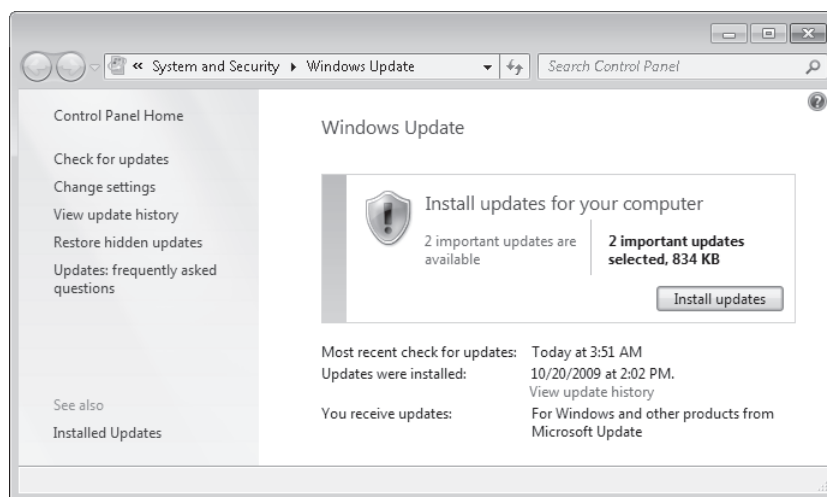 « System and Security ▸ Windows Update
Search Control Panel
Control Panel Home
Check for updates
Change settings
View update history
Restore hidden updates
Updates: frequently asked
questions
See also
Installed Updates
Windows Update
Install updates for your computer
2 important updates are
available
2 important updates
selected, 834 KB
Install updates
Most recent check for updates: Today at 3:51 AM
Updates were installed: 10/20/2009 at 2:02 PM.
View update history
You receive updates: For Windows and other products from
Microsoft Update